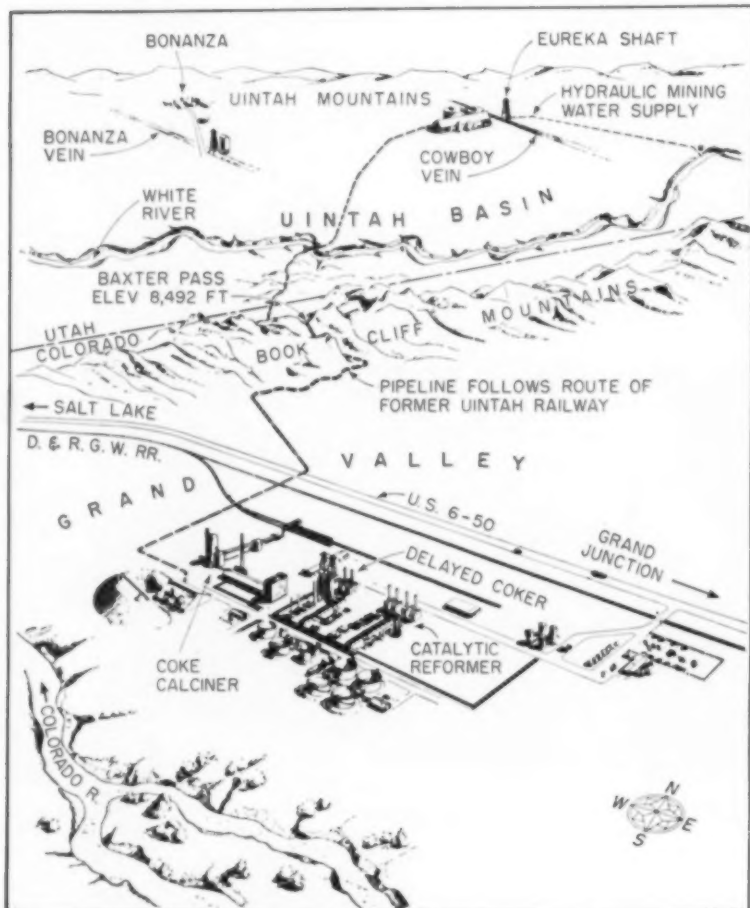 BONANZA
EUREKA SHAFT
UINTAH MOUNTAINS
HYDRAULIC MINING
WATER SUPPLY
BONANZA
VEIN
COWBOY
VEIN
WHITE
RIVER
UINTAH BASIN
BAXTER PASS
ELEV 8,492 FT
UTAH
COLORADO
BOOK CLIFF MOUNTAINS
PIPELINE FOLLOWS ROUTE OF
FORMER UINTAH RAILWAY
SALT LAKE
D. & R. G. W. RR.
GRAND VALLEY
U.S. 6-50
GRAND
JUNCTION
DELAYED COKER
CATALYTIC
REFORMER
COKE
CALCINER
COLORADO R.
N
W
E
S